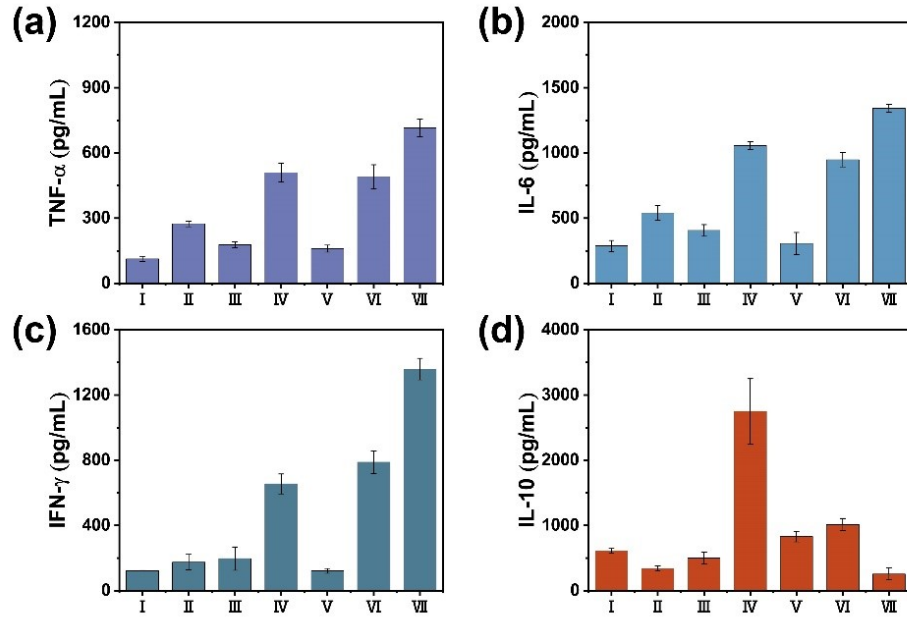 (a)
TNF-α (pg/mL)
1200
900
600
300
0
I II III IV V VI VII
(b)
IL-6 (pg/mL)
2000
1500
1000
500
0
I II III IV V VI VII
(c)
IFN-γ (pg/mL)
1600
1200
800
400
0
I II III IV V VI VII
(d)
IL-10 (pg/mL)
4000
3000
2000
1000
0
I II III IV V VI VII